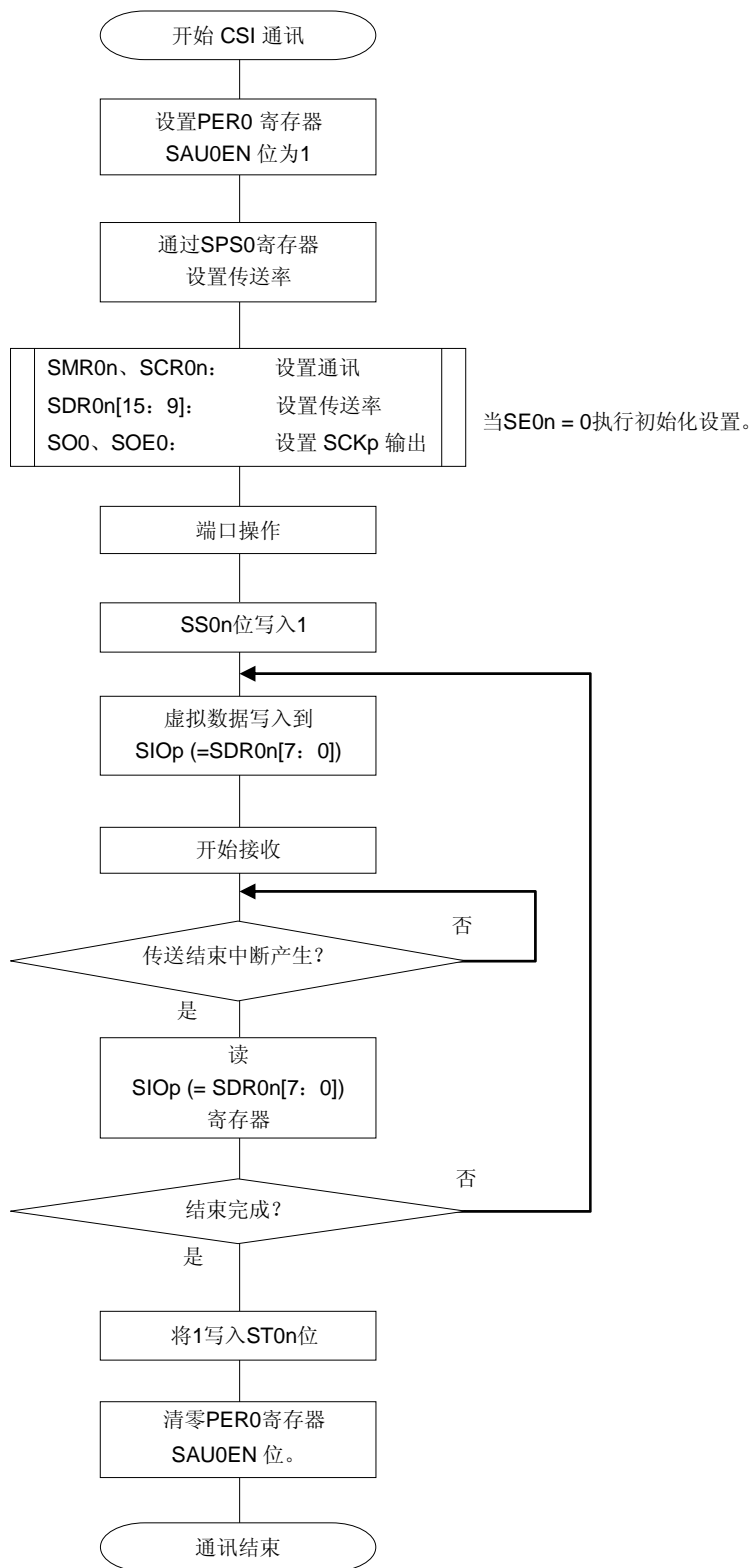 开始 CSI 通讯
设置PER0 寄存器
SAU0EN 位为1
通过SPS0寄存器
设置传送率
SMR0n、SCR0n： 设置通讯
SDR0n[15：9]： 设置传送率
SO0、SOE0： 设置 SCKp 输出
当SE0n = 0执行初始化设置。
端口操作
SS0n位写入1
虚拟数据写入到
SIOp (=SDR0n[7：0])
开始接收
否
传送结束中断产生？
是
读
SIOp (= SDR0n[7：0])
寄存器
否
结束完成？
是
将1写入ST0n位
清零PER0寄存器
SAU0EN 位。
通讯结束